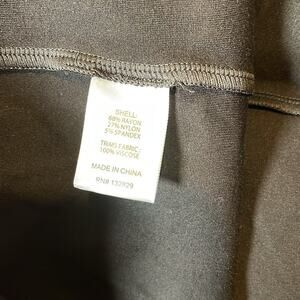 SHELL:
68% RAYON
27% NYLON
5% SPANDEX
TRIMS FABRIC:
100% VISCOSE
MADE IN CHINA
RN# 132929